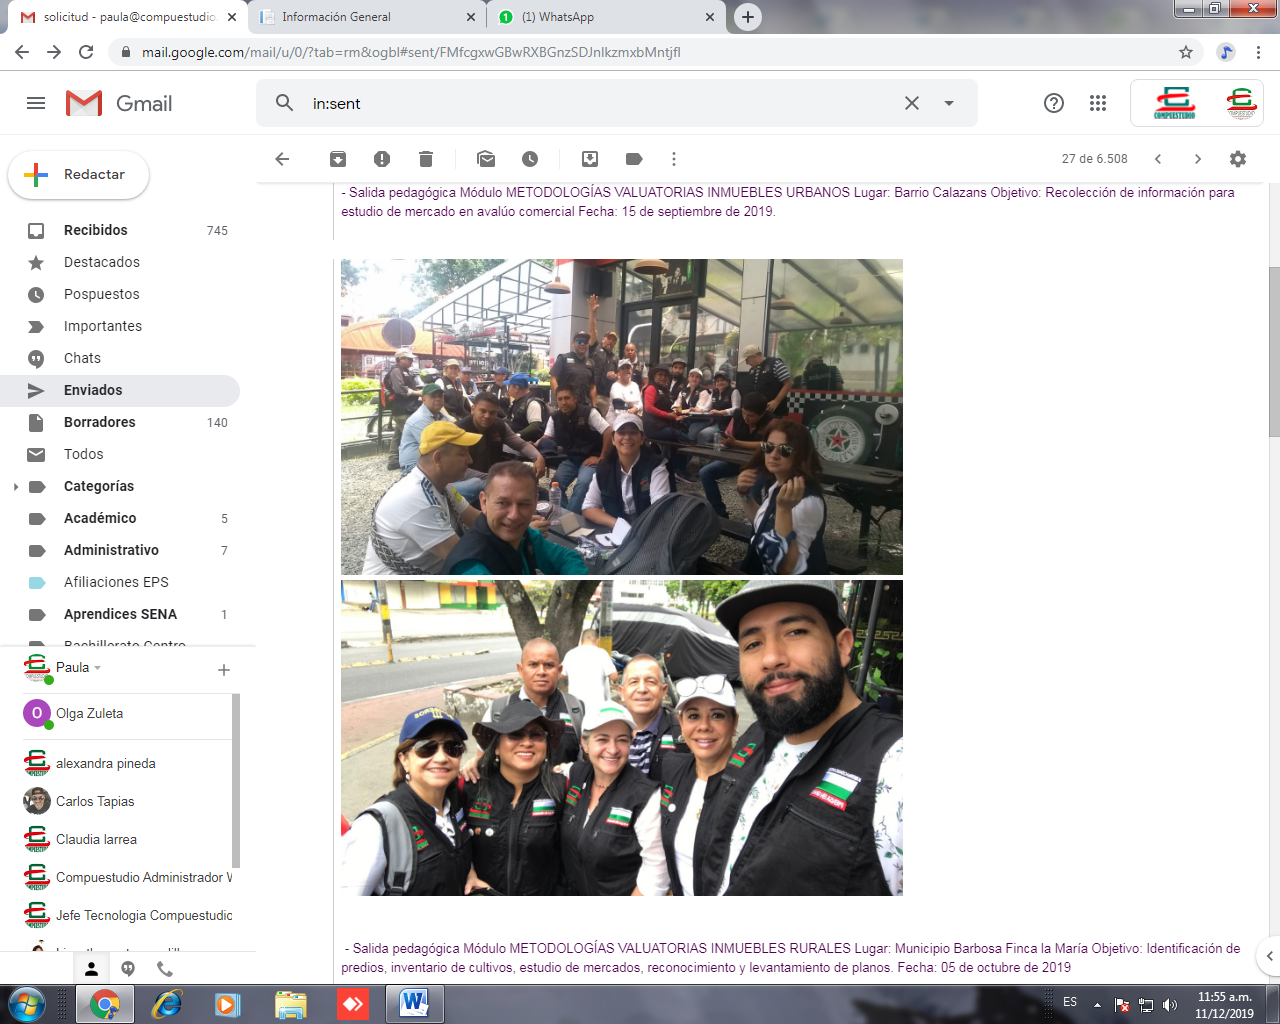 solicitud - paula@compuestudio.
Información General
(1) WhatsApp
mail.google.com/mail/u/0/?tab=rm&ogbl#sent/FMfcgxwGBwRXBGnzSDJnlkzmxbMntjfl
Gmail
in:sent
COMPUESTUDIO
Redactar
27 de 6.508
Recibidos 745
Destacados
Pospuestos
Importantes
Chats
Enviados
Borradores 140
Todos
Categorías
Académico 5
Administrativo 7
Afiliaciones EPS
Aprendices SENA 1
Bachillerato Centro
Paula
O Olga Zuleta
alexandra pineda
Carlos Tapias
Claudia larrea
Compuestudio Administrador W
Jefe Tecnologia Compuestudio
- Salida pedagógica Módulo METODOLOGÍAS VALUATORIAS INMUEBLES URBANOS Lugar: Barrio Calazans Objetivo: Recolección de información para
estudio de mercado en avalúo comercial Fecha: 15 de septiembre de 2019.
- Salida pedagógica Módulo METODOLOGÍAS VALUATORIAS INMUEBLES RURALES Lugar: Municipio Barbosa Finca la María Objetivo: Identificación de
predios, inventario de cultivos, estudio de mercados, reconocimiento y levantamiento de planos. Fecha: 05 de octubre de 2019
ES
11:55 a.m.
11/12/2019